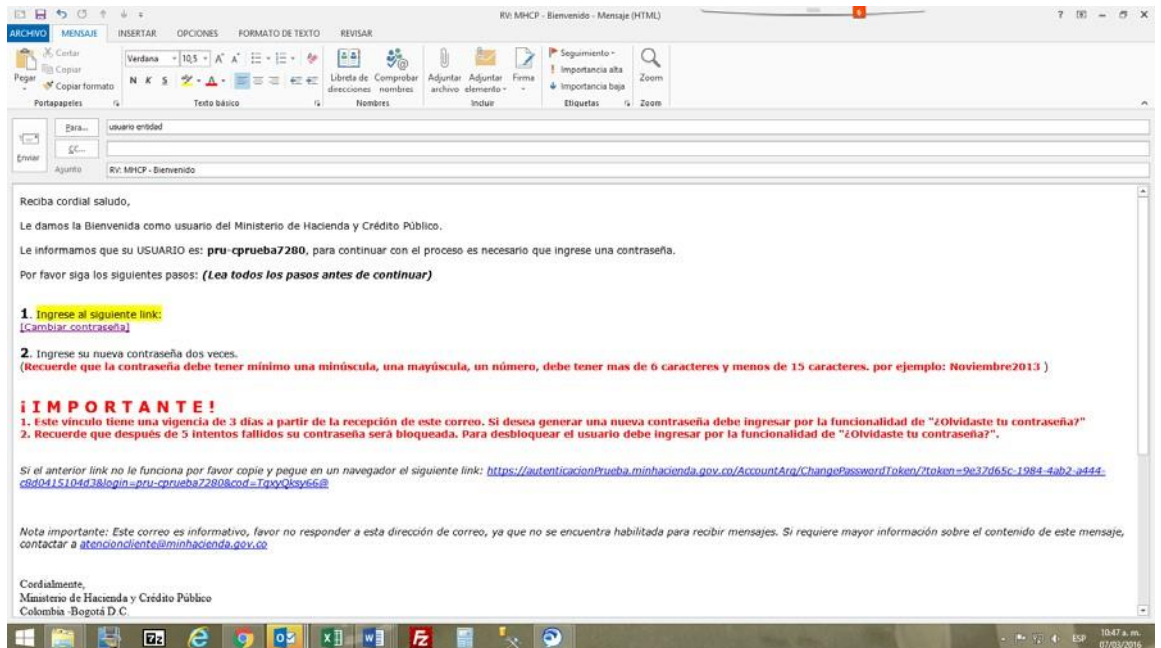 RV: MHCP - Bienvenido - Mensaje (HTML)
ARCHIVO MENSAJE INSERTAR OPCIONES FORMATO DE TEXTO REVISAR
Pegar
Cortar
Copiar
Copiar formato
Portapapeles
Verdana 10,5
N K S
Texto básico
Libreta de direcciones
Comprobar nombres
Nombres
Adjuntar archivo
Adjuntar elemento
Firma
Incluir
Seguimiento
Importancia alta
Importancia baja
Etiquetas
Zoom
Zoom
Enviar
Para... usuario entidad
CC...
Asunto RV: MHCP - Bienvenido
Reciba cordial saludo,
Le damos la Bienvenida como usuario del Ministerio de Hacienda y Crédito Público.
Le informamos que su USUARIO es: pru-cprueba7280, para continuar con el proceso es necesario que ingrese una contraseña.
Por favor siga los siguientes pasos: (Lea todos los pasos antes de continuar)
1. Ingrese al siguiente link:
[Cambiar contraseña]
2. Ingrese su nueva contraseña dos veces.
(Recuerde que la contraseña debe tener mínimo una minúscula, una mayúscula, un número, debe tener mas de 6 caracteres y menos de 15 caracteres. por ejemplo: Noviembre2013 )
¡IMPORTANTE!
1. Este vínculo tiene una vigencia de 3 días a partir de la recepción de este correo. Si desea generar una nueva contraseña debe ingresar por la funcionalidad de "¿Olvidaste tu contraseña?"
2. Recuerde que después de 5 intentos fallidos su contraseña será bloqueada. Para desbloquear el usuario debe ingresar por la funcionalidad de "¿Olvidaste tu contraseña?".
Si el anterior link no le funciona por favor copie y pegue en un navegador el siguiente link: https://autenticacionPrueba.minhacienda.gov.co/AccountArq/ChangePasswordToken/?token=9e37d65c-1984-4ab2-a444-
c8d0415104d3&login=pru-cprueba7280&cod=TqxyQksy66@
Nota importante: Este correo es informativo, favor no responder a esta dirección de correo, ya que no se encuentra habilitada para recibir mensajes. Si requiere mayor información sobre el contenido de este mensaje,
contactar a atencioncliente@minhacienda.gov.co
Cordialmente,
Ministerio de Hacienda y Crédito Público
Colombia -Bogotá D.C.
ESP
10:47 a. m.
07/03/2016